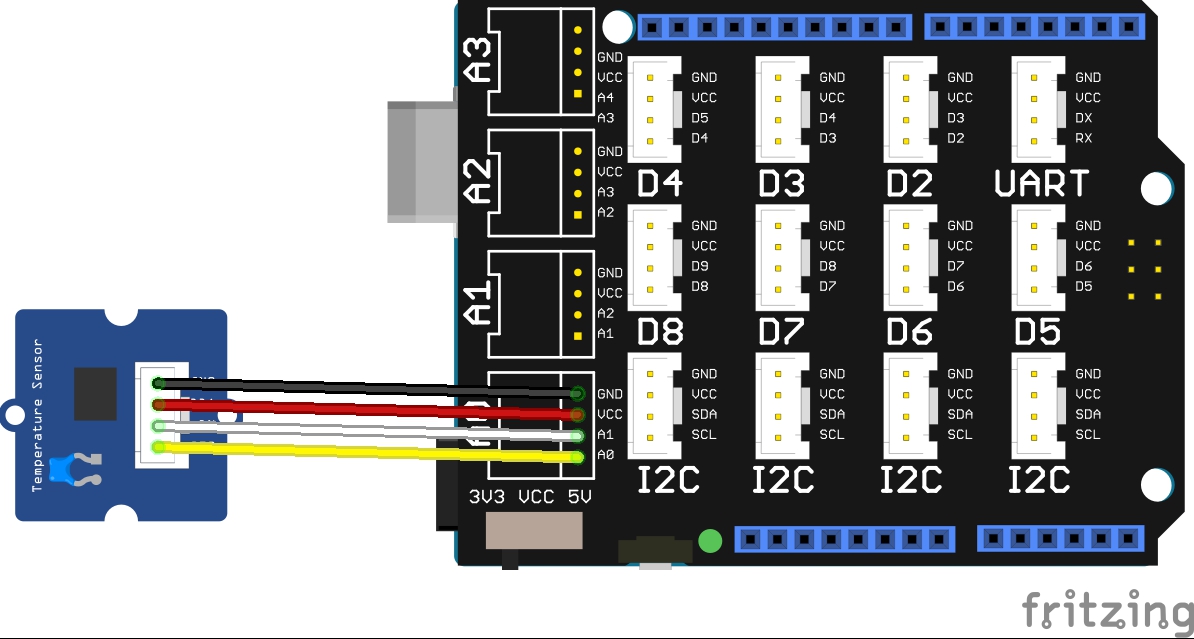 A3
GND
VCC
A4
A3
A2
GND
VCC
A3
A2
A1
GND
VCC
A2
A1
GND
VCC
A1
A0
3V3 VCC 5V
GND
VCC
D5
D4
D4
GND
VCC
D4
D3
D3
GND
VCC
D3
D2
D2
GND
VCC
DX
RX
UART
GND
VCC
D9
D8
D8
GND
VCC
D8
D7
D7
GND
VCC
D7
D6
D6
GND
VCC
D6
D5
D5
GND
VCC
SDA
SCL
I2C
GND
VCC
SDA
SCL
I2C
GND
VCC
SDA
SCL
I2C
GND
VCC
SDA
SCL
I2C
Temperature Sensor
fritzing